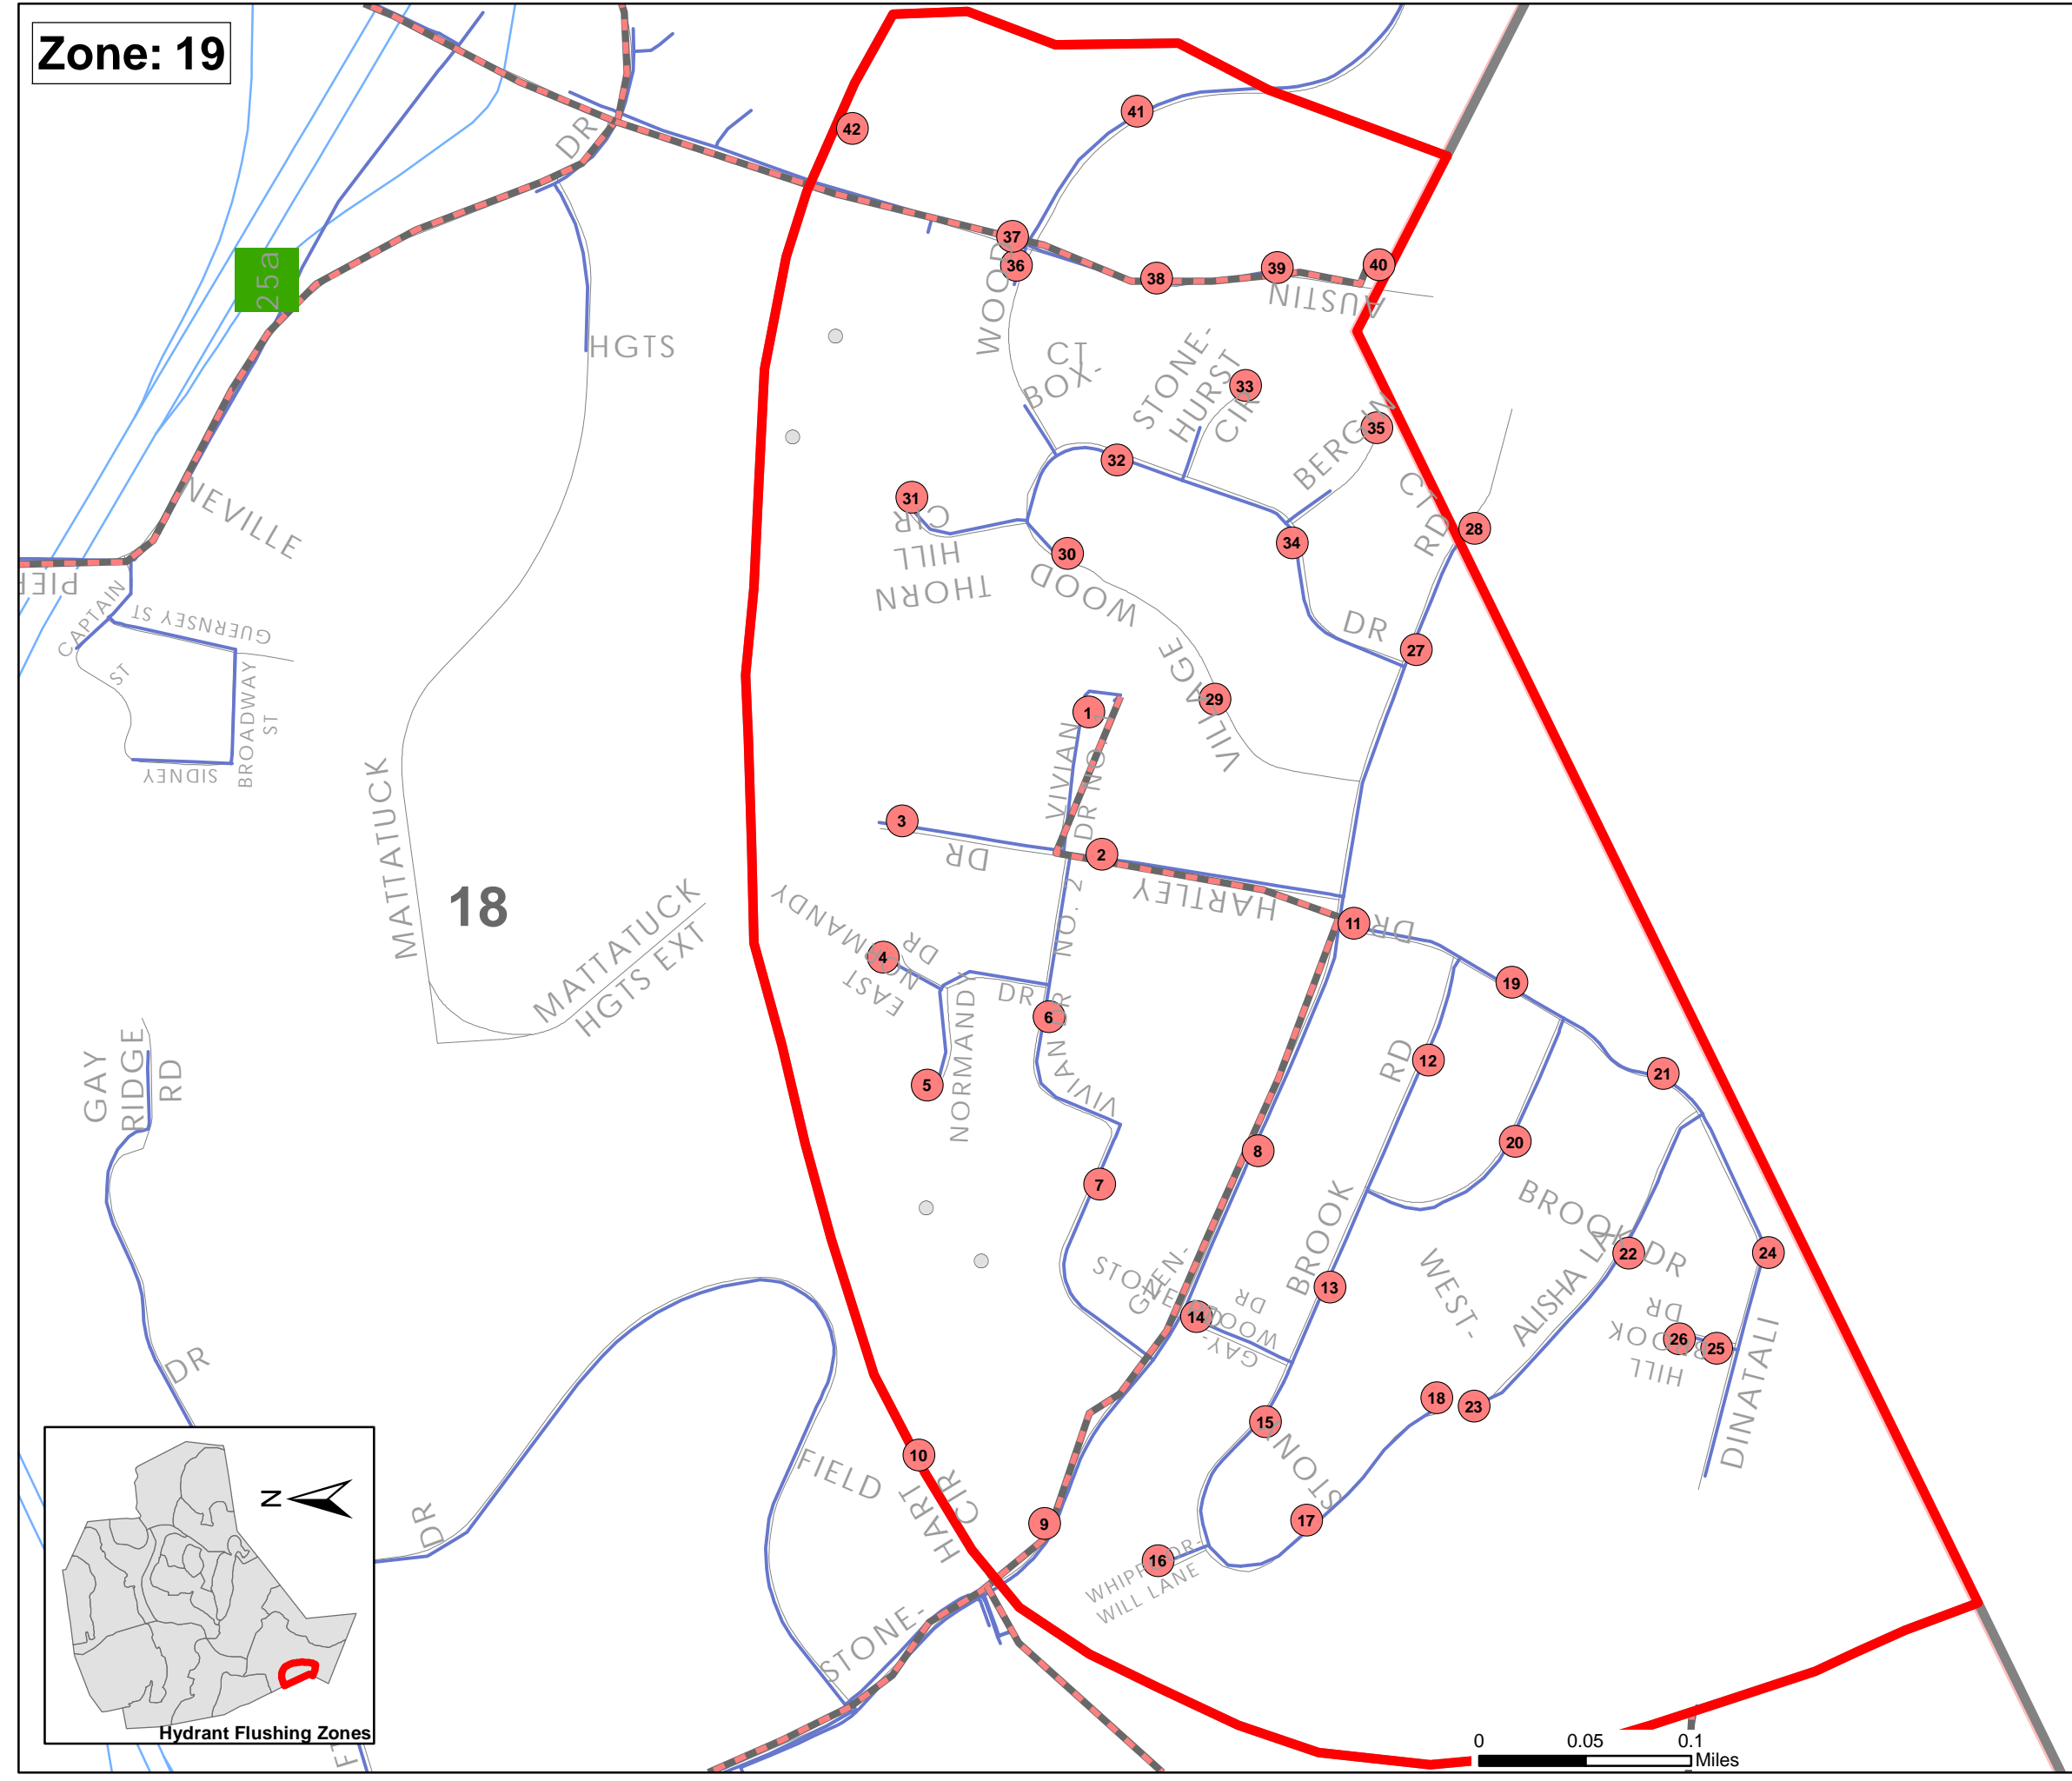 Zone: 19
42
41
DR
37
36
WOOD
38
39
40
AUSTIN
25a
HGTS
CT
BOX-
STONE-
HURST
CIR
33
35
BERGIN
CT
32
31
CIR
HILL
THORN
30
WOOD
34
RD
28
DR
27
NEVILLE
PIER
CAPTAIN
ST
GUERNSEY ST
BROADWAY
ST
SIDNEY
VILLAGE
29
1
VIVIAN
DR NO. 1
3
DR
2
HARTLEY
MATTATUCK
18
MATTATUCK
HGTS EXT
NORMANDY
DR
EAST
4
NO. 2
DR
11
DR
19
NORMANDY
DR
6
DR
VIVIAN
5
12
RD
21
GAY
RIDGE
RD
8
20
7
BROOK
BROOK DR
STONE-
GLEN-
14
WOOD
DR
GAY-
13
WEST-
22
ALISHA LA
24
DR
BROOK
HILL
26
25
DINATALI
DR
18
23
15
STONY
10
FIELD
HART
CIR
DR
9
17
16
WHIPPOOR-
WILL LANE
STONE-
N
Hydrant Flushing Zones
0
0.05
0.1
Miles